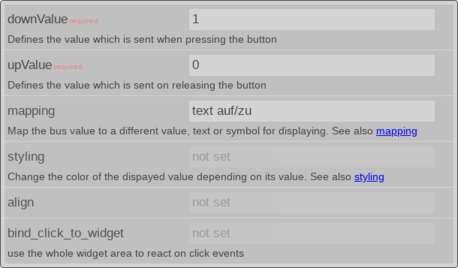 downValue required 1
Defines the value which is sent when pressing the button
upValue required 0
Defines the value which is sent on releasing the button
mapping text auf/zu
Map the bus value to a different value, text or symbol for displaying. See also mapping
styling not set
Change the color of the dispayed value depending on its value. See also styling
align not set
bind_click_to_widget not set
use the whole widget area to react on click events